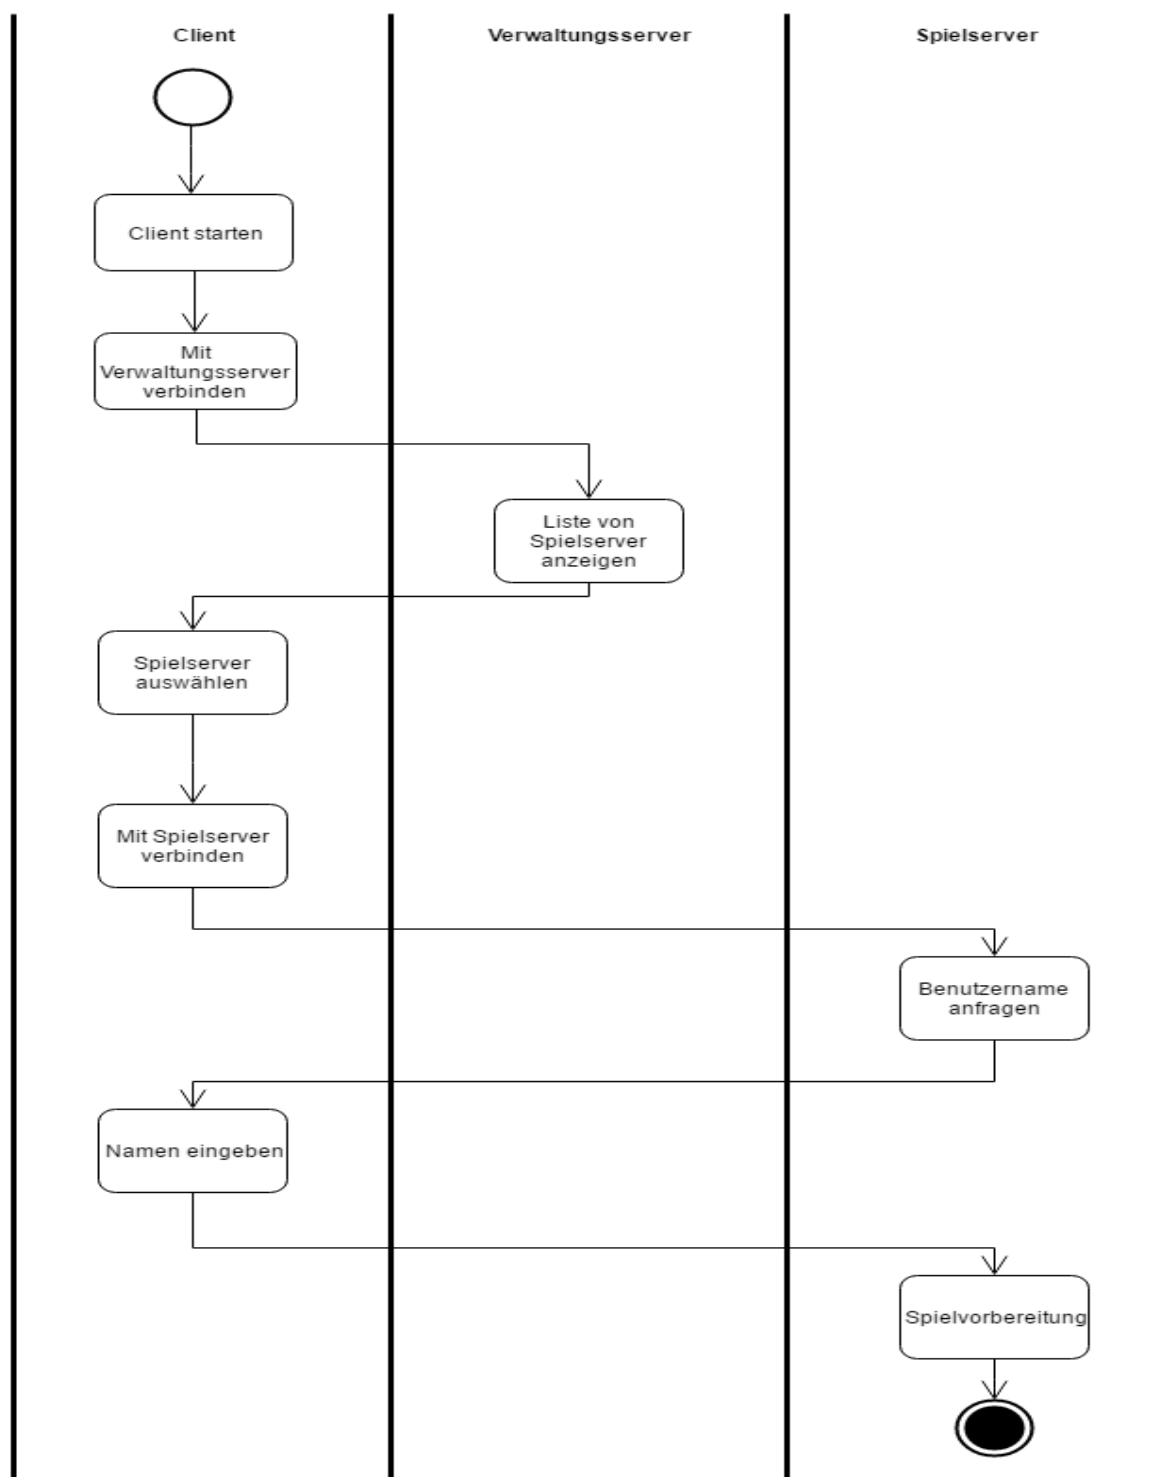 Client
Verwaltungsserver
Spielserver
Client starten
Mit
Verwaltungsserver
verbinden
Liste von
Spielserver
anzeigen
Spielserver
auswählen
Mit Spielserver
verbinden
Benutzername
anfragen
Namen eingeben
Spielvorbereitung